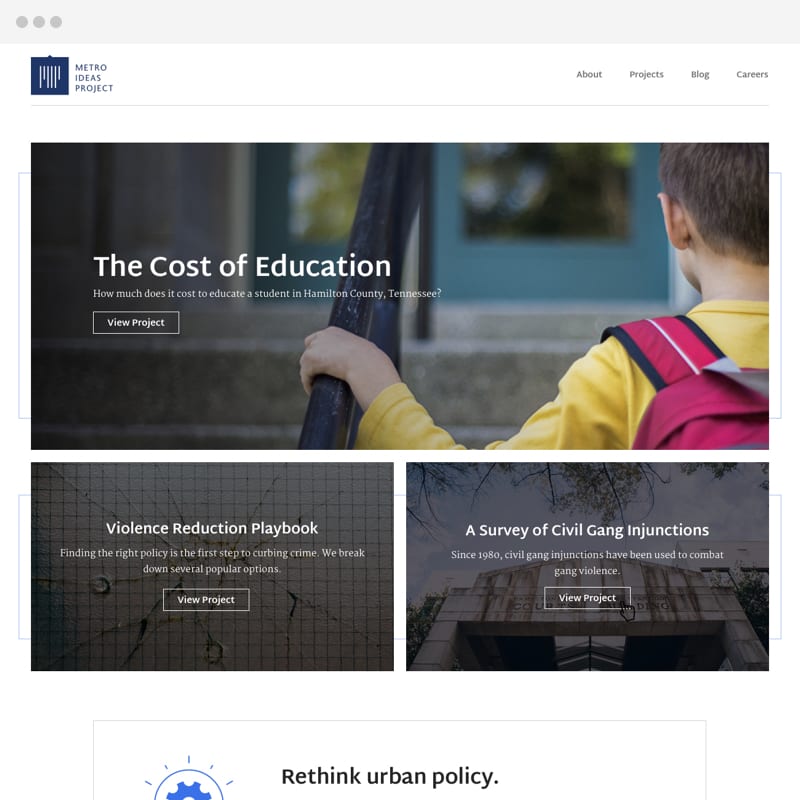 METRO
IDEAS
PROJECT
About Projects Blog Careers
The Cost of Education
How much does it cost to educate a student in Hamilton County, Tennessee?
View Project
Violence Reduction Playbook
Finding the right policy is the first step to curbing crime. We break
down several popular options.
View Project
A Survey of Civil Gang Injunctions
Since 1980, civil gang injunctions have been used to combat
gang violence.
View Project
Rethink urban policy.